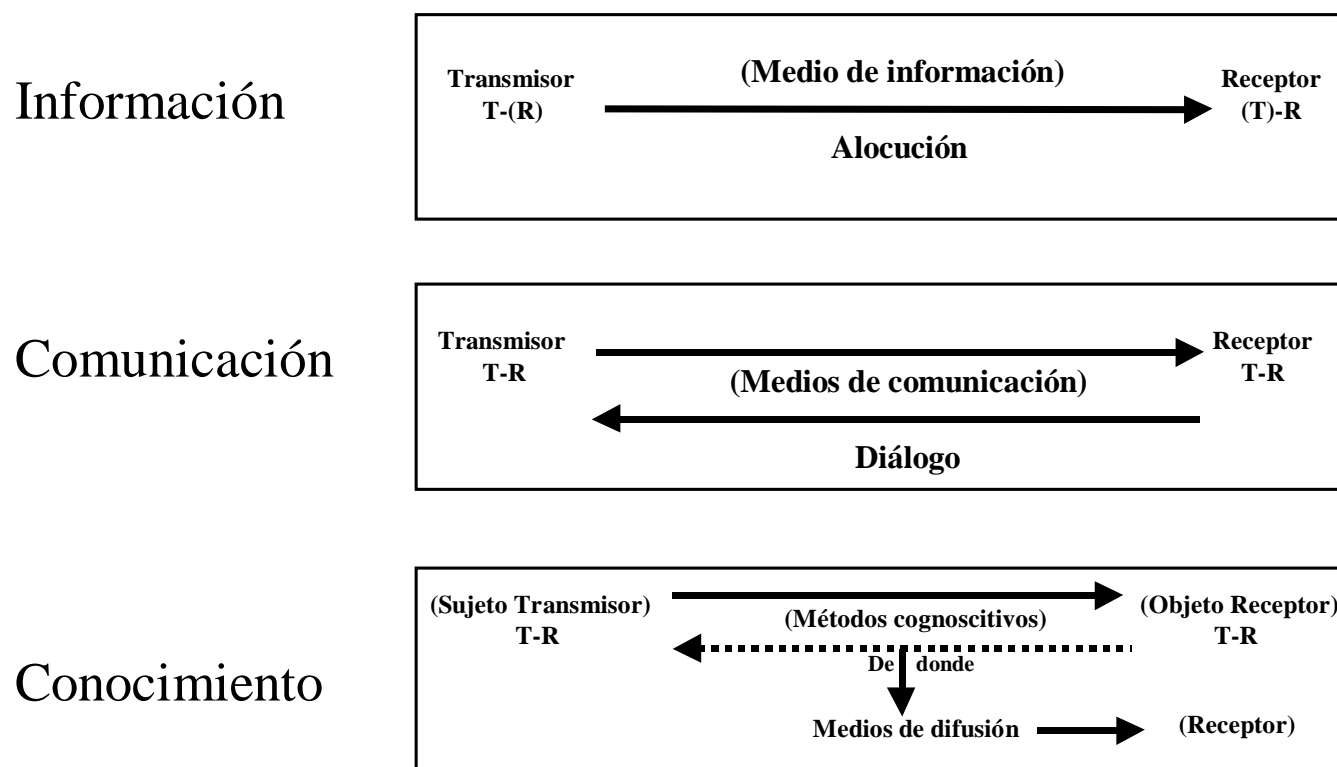 Información
Transmisor
T-(R)
(Medio de información)
Alocución
Receptor
(T)-R
Comunicación
Transmisor
T-R
(Medios de comunicación)
Diálogo
Receptor
T-R
Conocimiento
(Sujeto Transmisor)
T-R
(Métodos cognoscitivos)
(Objeto Receptor)
T-R
De donde
Medios de difusión
(Receptor)